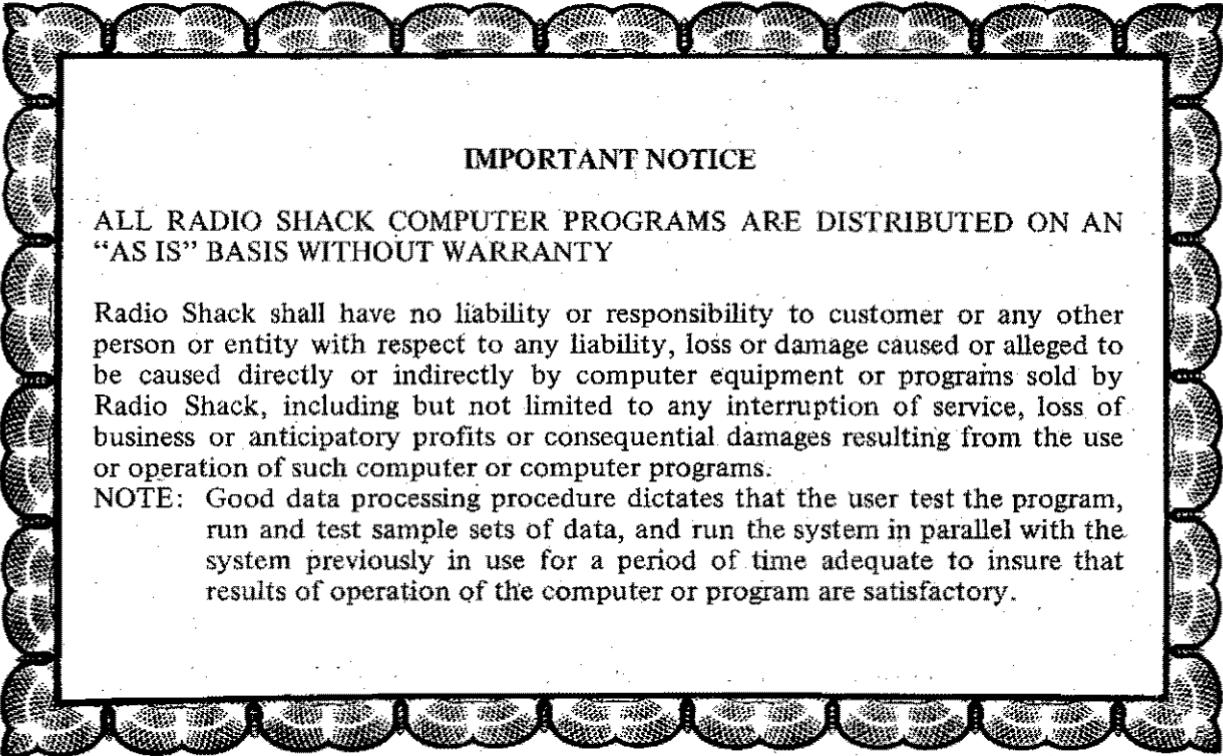 IMPORTANT NOTICE
ALL RADIO SHACK COMPUTER PROGRAMS ARE DISTRIBUTED ON AN
“AS IS” BASIS WITHOUT WARRANTY
Radio Shack shall have no liability or responsibility to customer or any other
person or entity with respect to any liability, loss or damage caused or alleged to
be caused directly or indirectly by computer equipment or programs sold by
Radio Shack, including but not limited to any interruption of service, loss of
business or anticipatory profits or consequential damages resulting from the use
or operation of such computer or computer programs.
NOTE: Good data processing procedure dictates that the user test the program,
run and test sample sets of data, and run the system in parallel with the
system previously in use for a period of time adequate to insure that
results of operation of the computer or program are satisfactory.